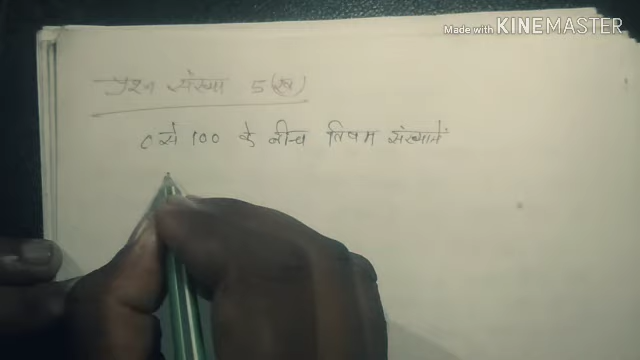 Made with KINEMASTER
प्रश्न संख्या 5(ख)
0 से 100 के बीच विषम संख्यातें